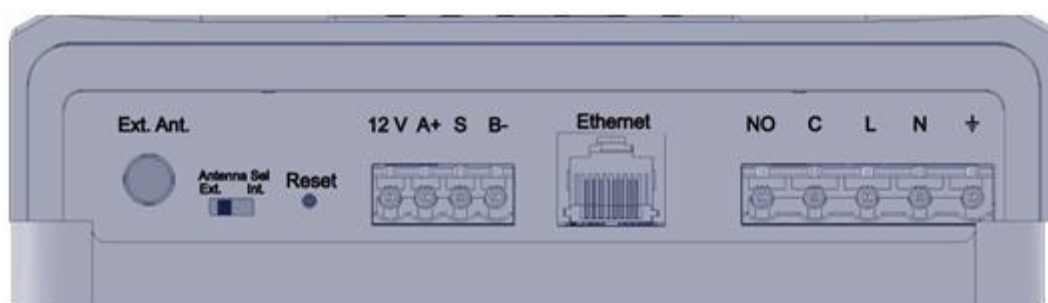 Ext. Ant.
Antenna Sel
Ext. Int.
Reset
12 V A+ S B-
Ethernet
NO C L N ⏚